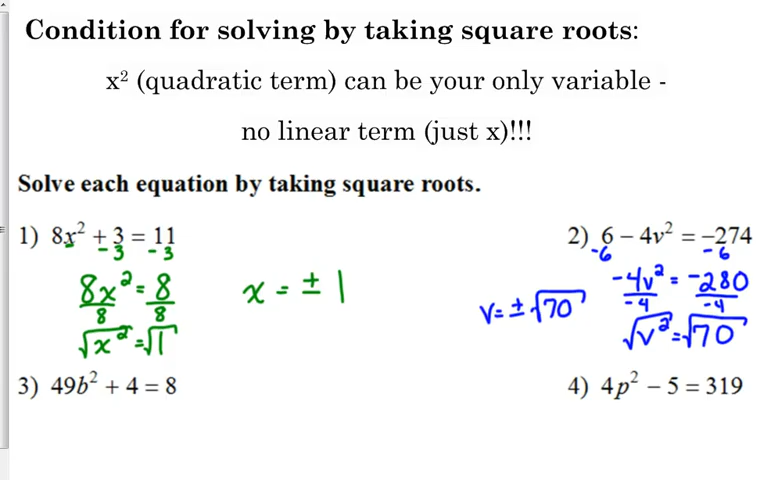 Condition for solving by taking square roots:
x² (quadratic term) can be your only variable -
no linear term (just x)!!!
Solve each equation by taking square roots.
1) 8x² + 3 = 11
-3 -3
8x² = 8
8 8
√x² = √1
x = ± 1
2) 6 – 4v² = –274
-6 -6
-4v² = -280
-4 -4
√v² = √70
v = ± √70
3) 49b² + 4 = 8
4) 4p² – 5 = 319